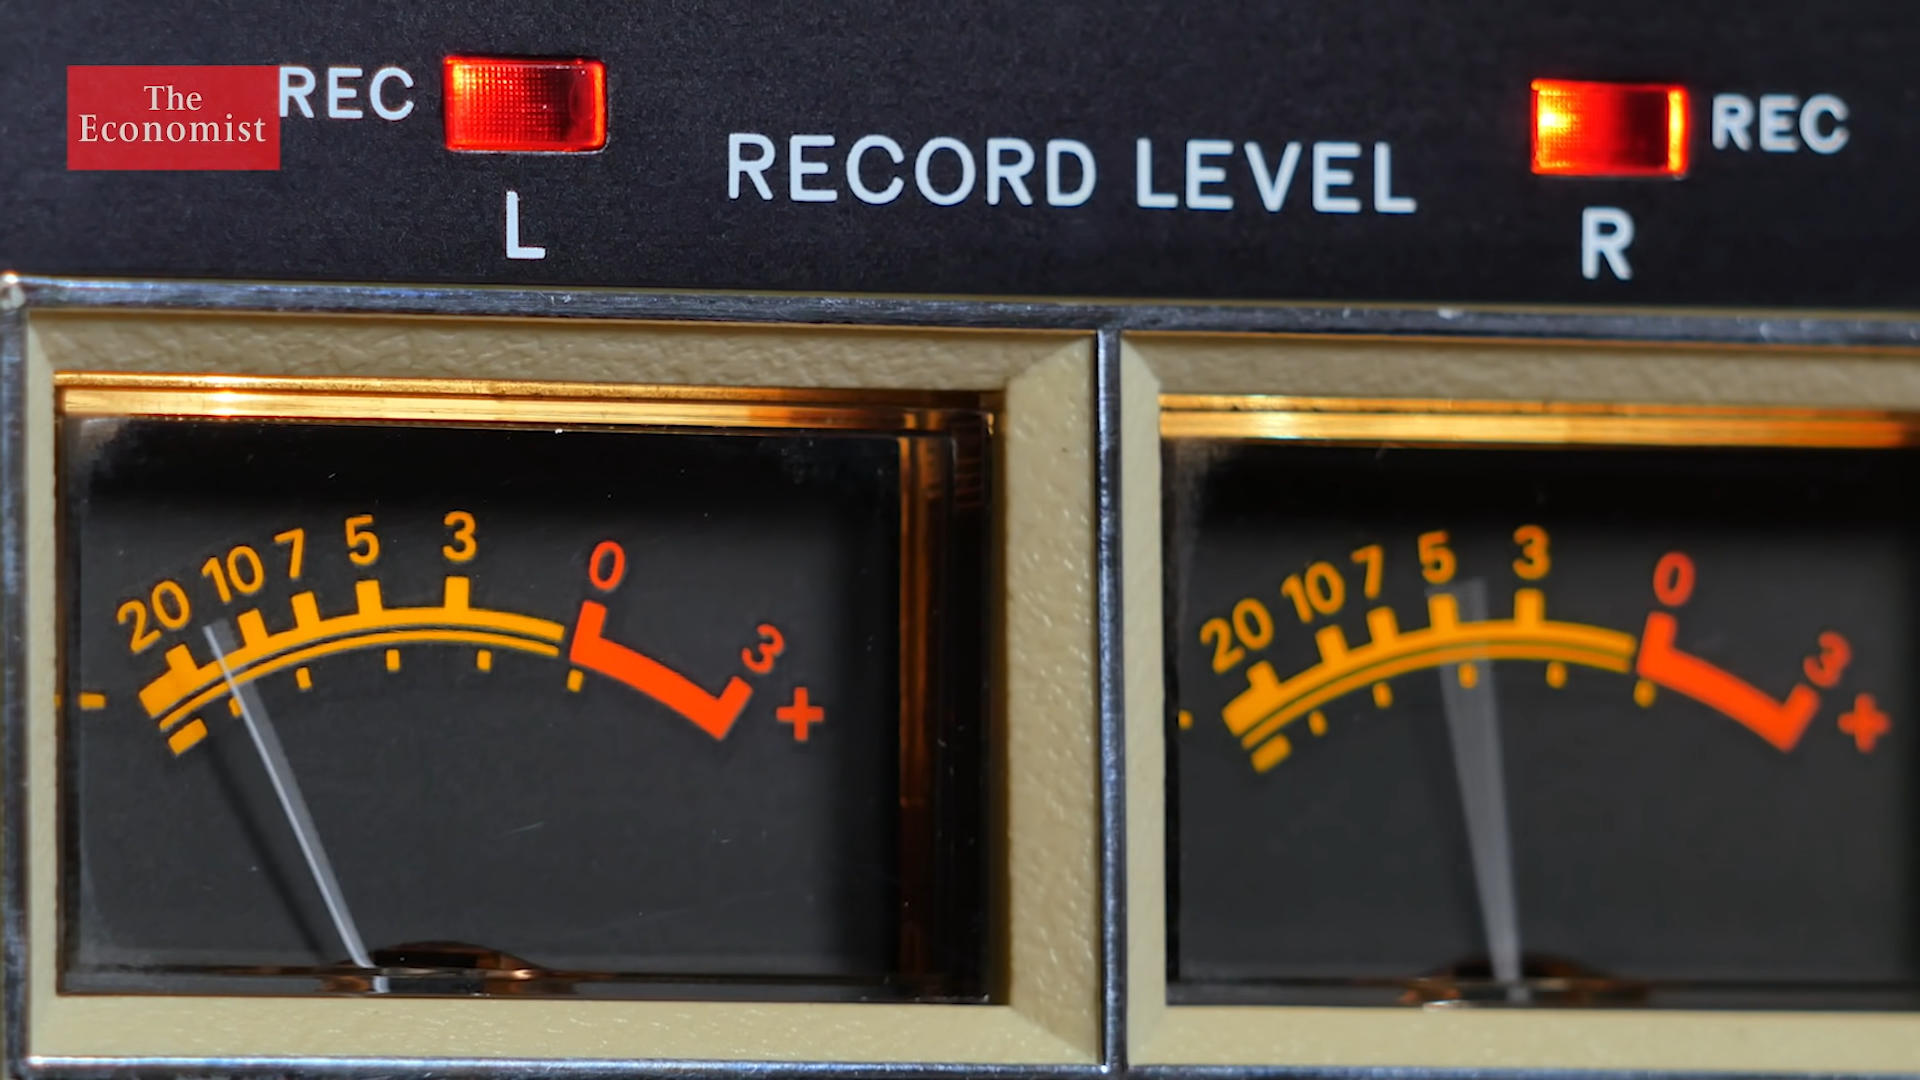 The
Economist
REC
RECORD LEVEL
REC
L
R
20 10 7 5 3 0 3 +
-
20 10 7 5 3 0 3 +
-